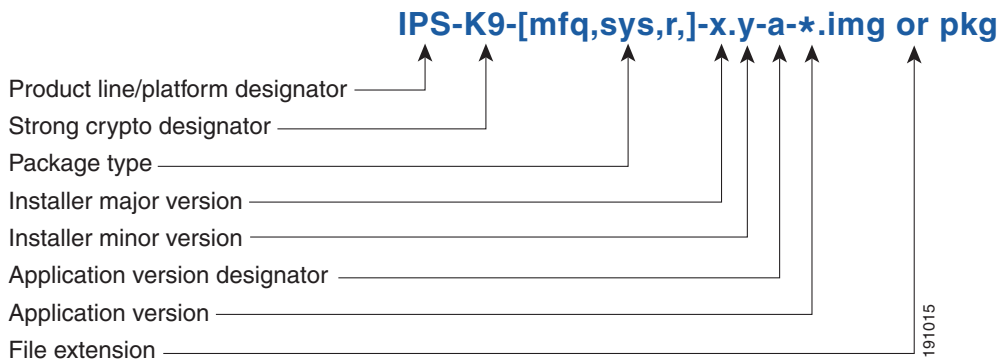 IPS-K9-[mfq,sys,r,]-x.y-a-*.img or pkg
Product line/platform designator
Strong crypto designator
Package type
Installer major version
Installer minor version
Application version designator
Application version
File extension
191015